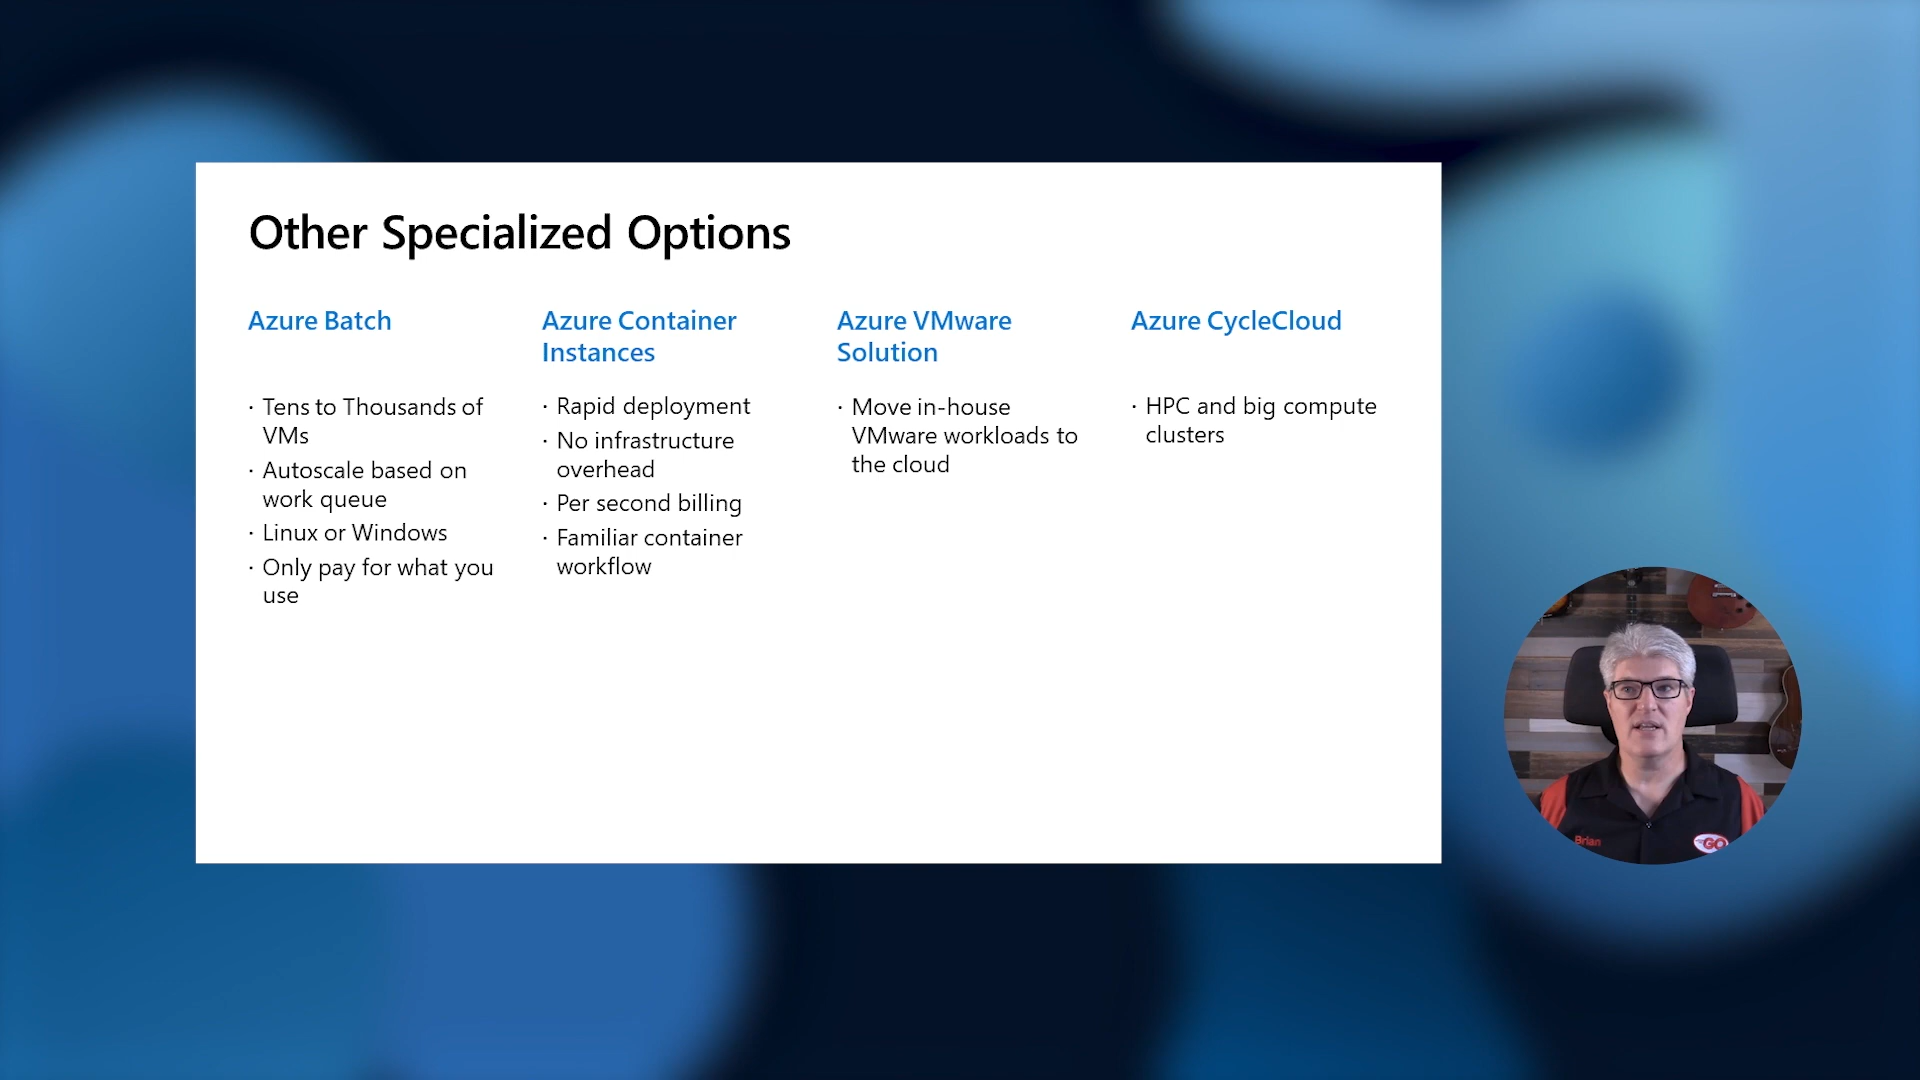 Other Specialized Options
Azure Batch
· Tens to Thousands of
VMs
· Autoscale based on
work queue
· Linux or Windows
· Only pay for what you
use
Azure Container
Instances
· Rapid deployment
· No infrastructure
overhead
· Per second billing
· Familiar container
workflow
Azure VMware
Solution
· Move in-house
VMware workloads to
the cloud
Azure CycleCloud
· HPC and big compute
clusters
Brian
GO